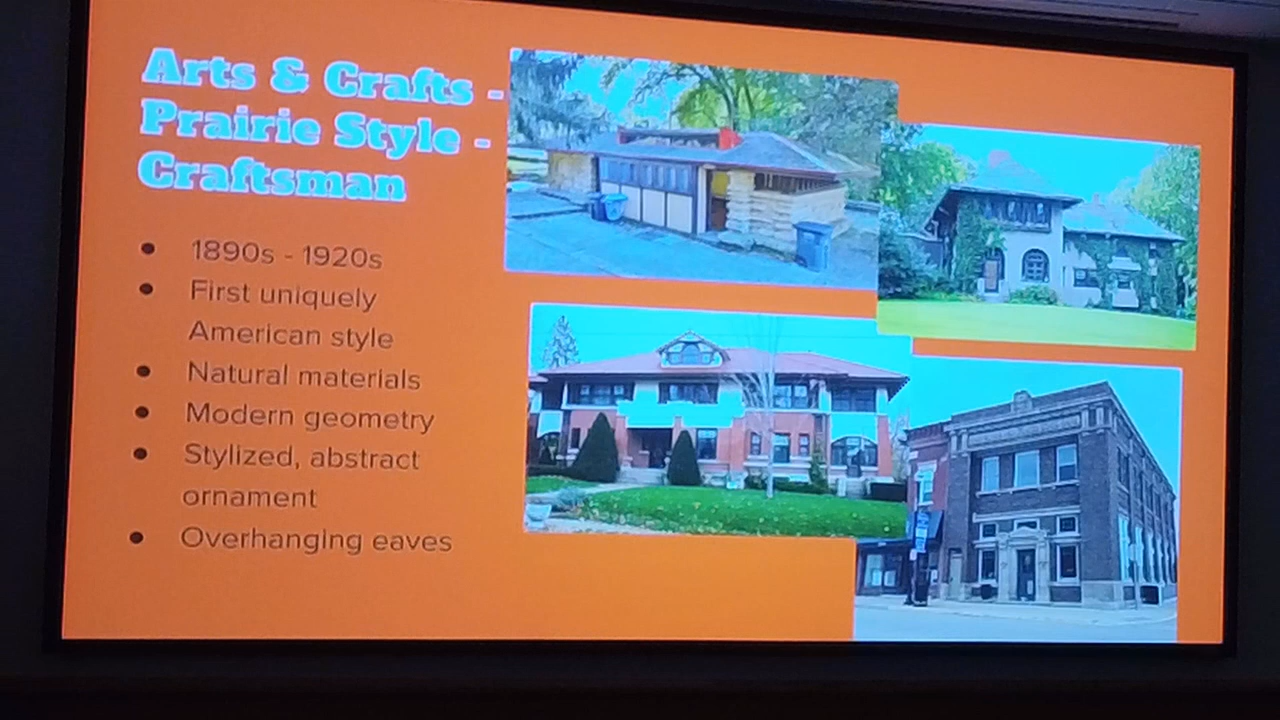 Arts & Crafts -
Prairie Style -
Craftsman
● 1890s - 1920s
● First uniquely
American style
● Natural materials
● Modern geometry
● Stylized, abstract
ornament
● Overhanging eaves